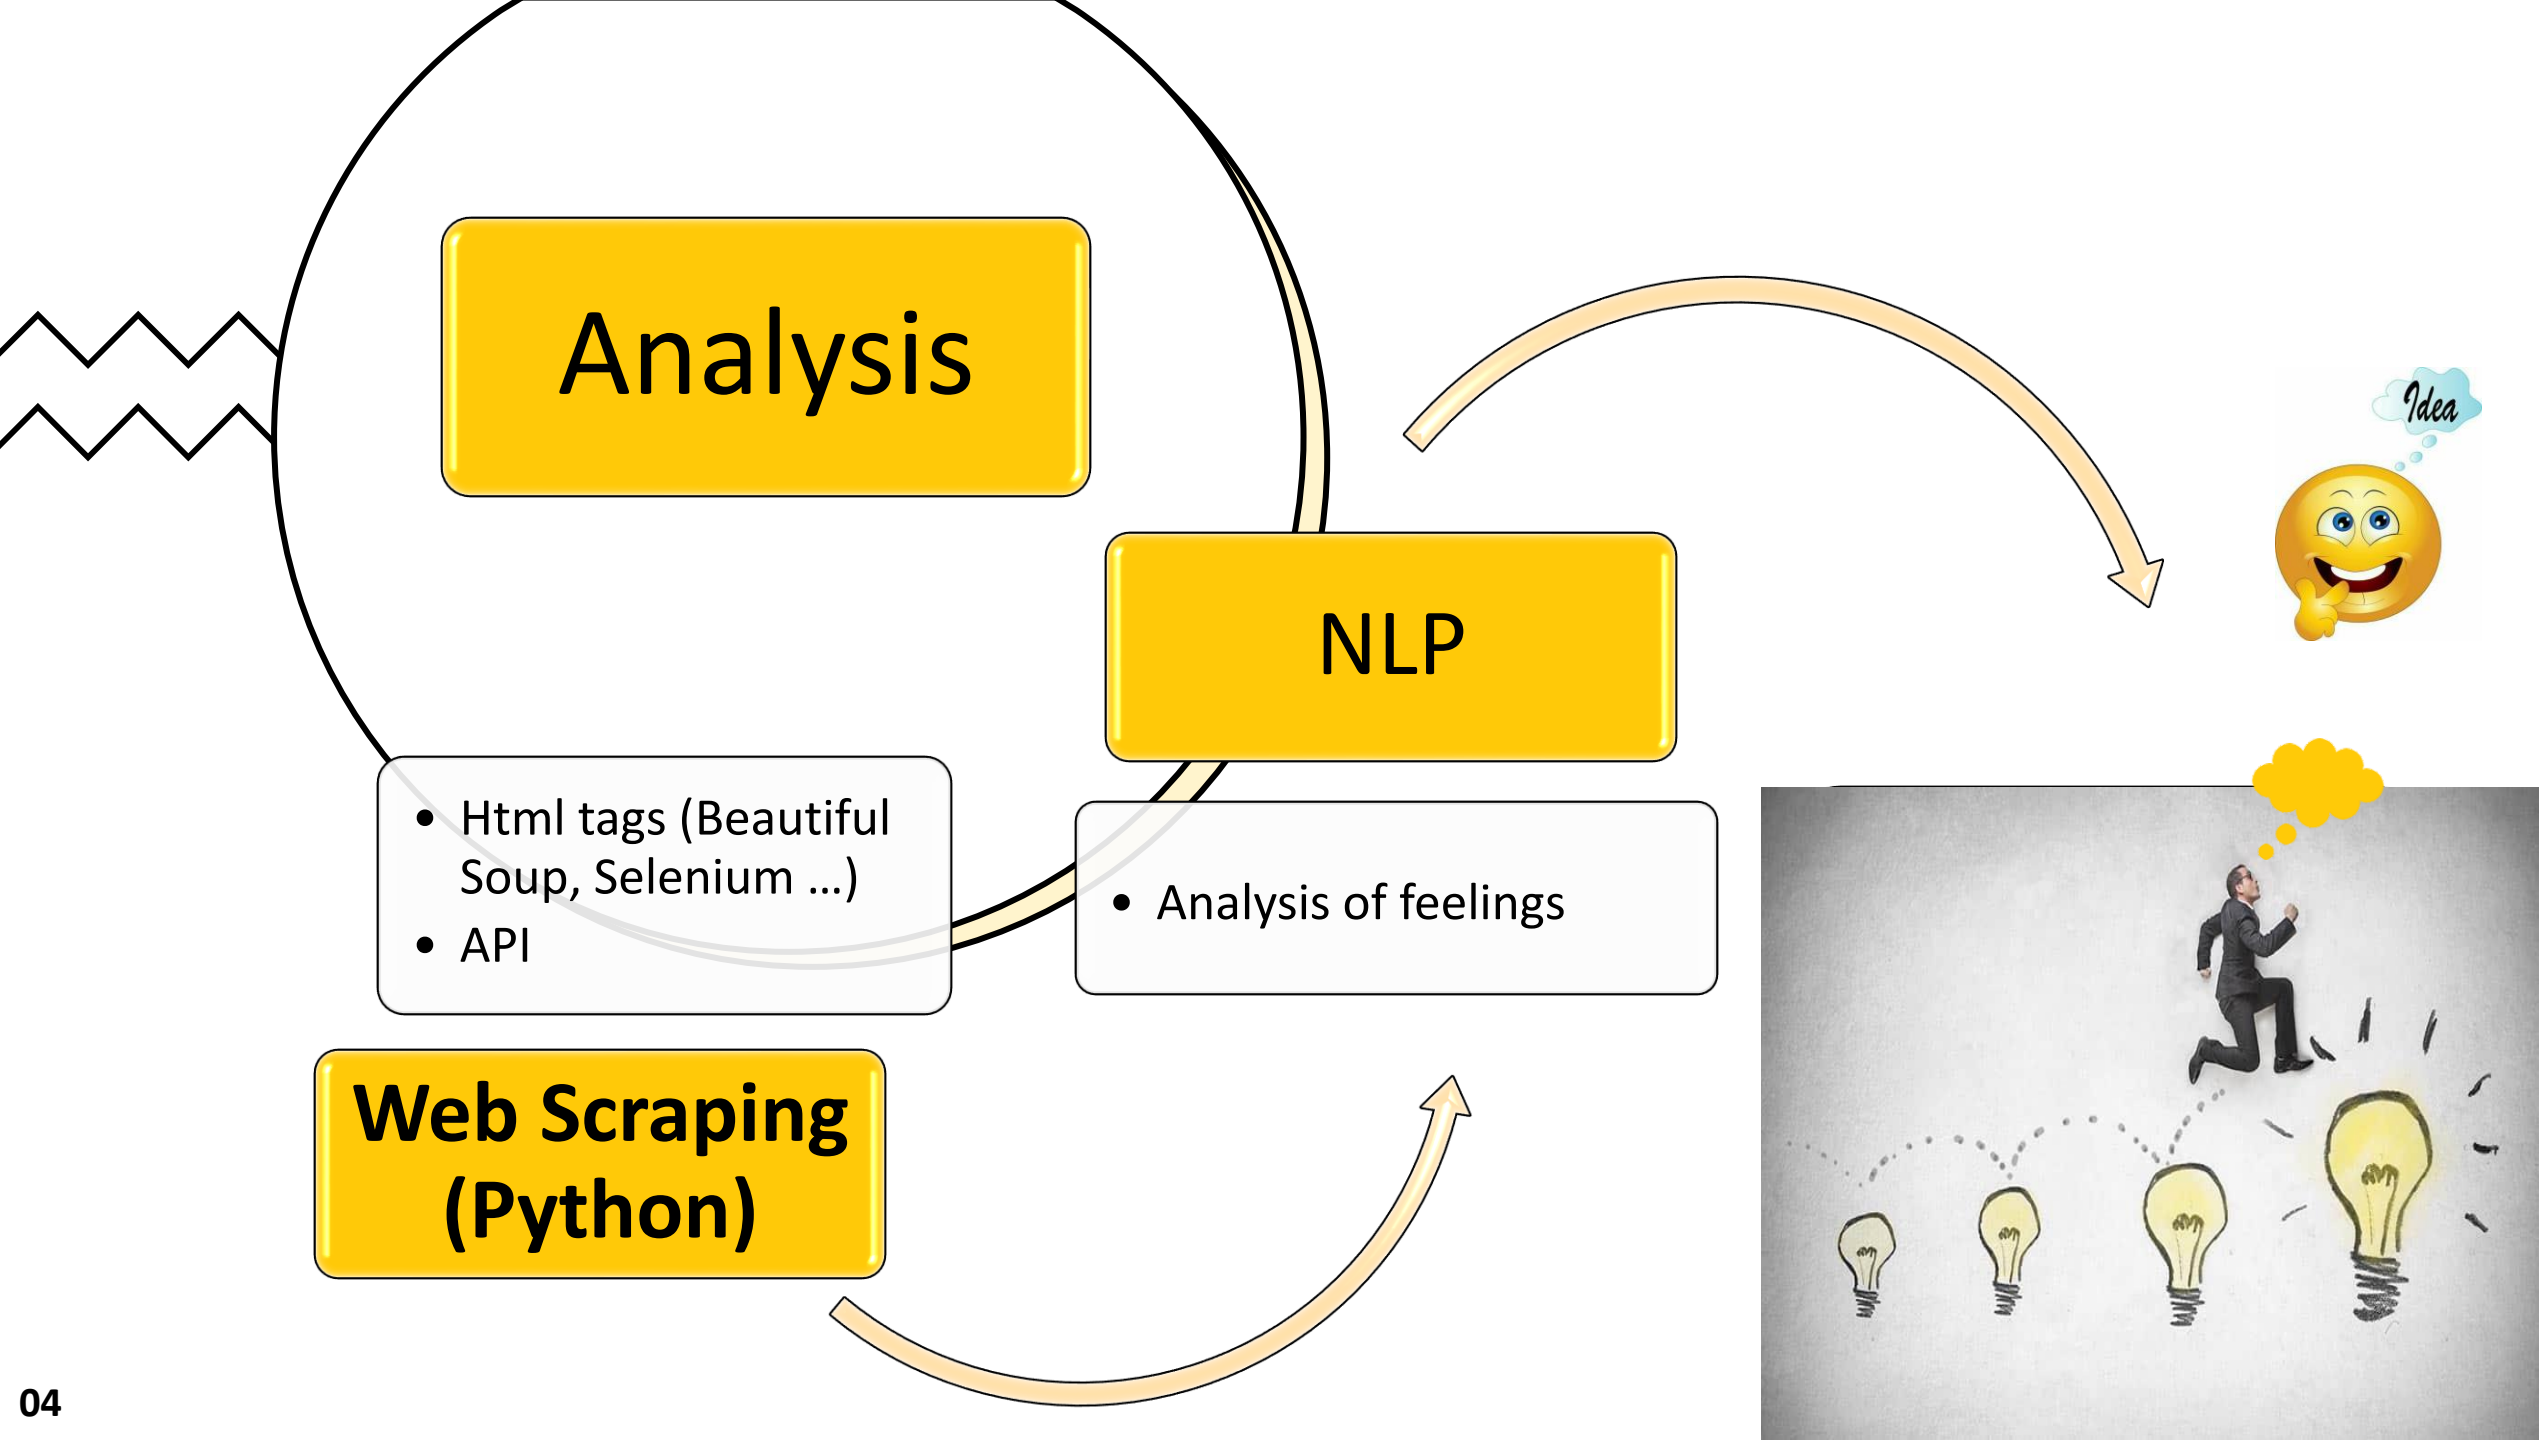 Analysis
Idea
NLP
• Html tags (Beautiful
Soup, Selenium ...)
• API
• Analysis of feelings
Web Scraping
(Python)
04